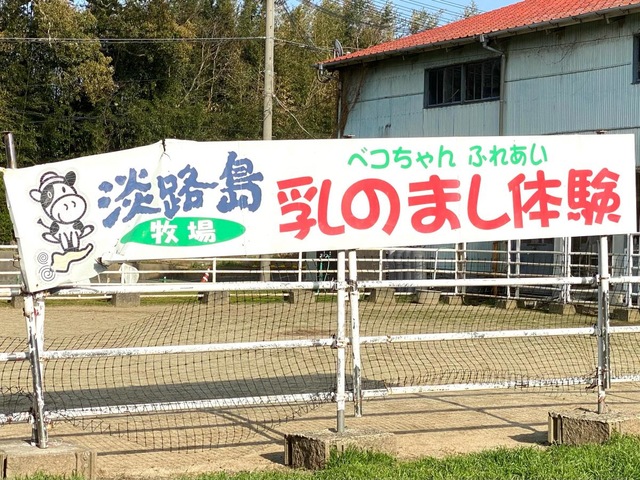 淡路島
牧場
ベコちゃん ふれあい
乳のまし体験